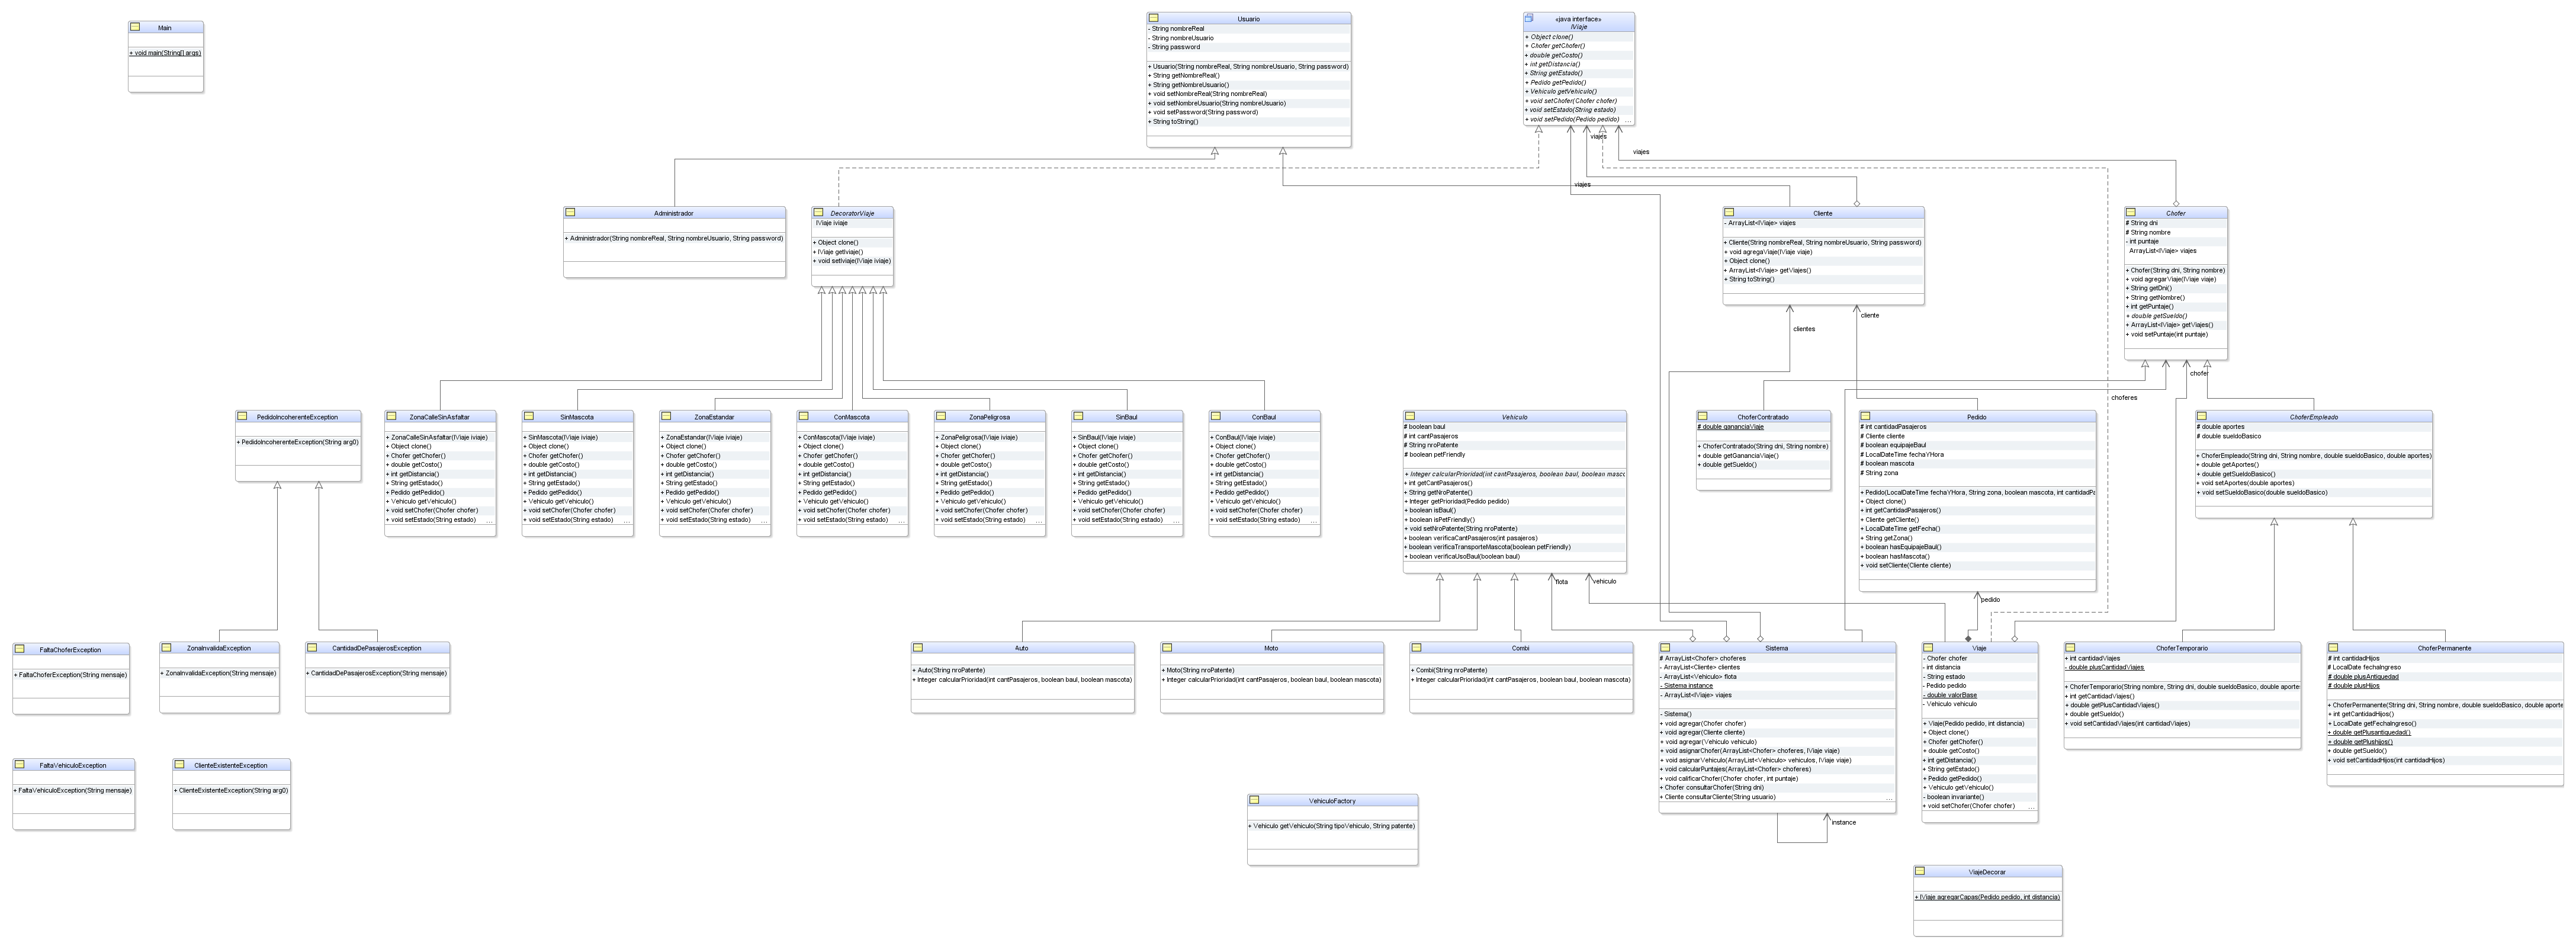 Main
+ void main(String[] args)
Usuario
- String nombreReal
- String nombreUsuario
- String password
+ Usuario(String nombreReal, String nombreUsuario, String password)
+ String getNombreReal()
+ String getNombreUsuario()
+ void setNombreReal(String nombreReal)
+ void setNombreUsuario(String nombreUsuario)
+ void setPassword(String password)
+ String toString()
«java interface»
IViaje
+ Object clone()
+ Chofer getChofer()
+ double getCosto()
+ int getDistancia()
+ String getEstado()
+ Pedido getPedido()
+ Vehiculo getVehiculo()
+ void setChofer(Chofer chofer)
+ void setEstado(String estado)
+ void setPedido(Pedido pedido) ...
viajes
viajes
viajes
Administrador
+ Administrador(String nombreReal, String nombreUsuario, String password)
DecoratorViaje
IViaje iviaje
+ Object clone()
+ IViaje getIviaje()
+ void setIviaje(IViaje iviaje)
Cliente
- ArrayList<IViaje> viajes
+ Cliente(String nombreReal, String nombreUsuario, String password)
+ void agregaViaje(IViaje viaje)
+ Object clone()
+ ArrayList<IViaje> getViajes()
+ String toString()
Chofer
# String dni
# String nombre
- int puntaje
ArrayList<IViaje> viajes
+ Chofer(String dni, String nombre)
+ void agregarViaje(IViaje viaje)
+ String getDni()
+ String getNombre()
+ int getPuntaje()
+ double getSueldo()
+ ArrayList<IViaje> getViajes()
+ void setPuntaje(int puntaje)
clientes
cliente
chofer
choferes
PedidoIncoherenteException
+ PedidoIncoherenteException(String arg0)
ZonaCalleSinAsfaltar
+ ZonaCalleSinAsfaltar(IViaje iviaje)
+ Object clone()
+ Chofer getChofer()
+ double getCosto()
+ int getDistancia()
+ String getEstado()
+ Pedido getPedido()
+ Vehiculo getVehiculo()
+ void setChofer(Chofer chofer)
+ void setEstado(String estado) ...
SinMascota
+ SinMascota(IViaje iviaje)
+ Object clone()
+ Chofer getChofer()
+ double getCosto()
+ int getDistancia()
+ String getEstado()
+ Pedido getPedido()
+ Vehiculo getVehiculo()
+ void setChofer(Chofer chofer)
+ void setEstado(String estado) ...
ZonaEstandar
+ ZonaEstandar(IViaje iviaje)
+ Object clone()
+ Chofer getChofer()
+ double getCosto()
+ int getDistancia()
+ String getEstado()
+ Pedido getPedido()
+ Vehiculo getVehiculo()
+ void setChofer(Chofer chofer)
+ void setEstado(String estado) ...
ConMascota
+ ConMascota(IViaje iviaje)
+ Object clone()
+ Chofer getChofer()
+ double getCosto()
+ int getDistancia()
+ String getEstado()
+ Pedido getPedido()
+ Vehiculo getVehiculo()
+ void setChofer(Chofer chofer)
+ void setEstado(String estado) ...
ZonaPeligrosa
+ ZonaPeligrosa(IViaje iviaje)
+ Object clone()
+ Chofer getChofer()
+ double getCosto()
+ int getDistancia()
+ String getEstado()
+ Pedido getPedido()
+ Vehiculo getVehiculo()
+ void setChofer(Chofer chofer)
+ void setEstado(String estado) ...
SinBaul
+ SinBaul(IViaje iviaje)
+ Object clone()
+ Chofer getChofer()
+ double getCosto()
+ int getDistancia()
+ String getEstado()
+ Pedido getPedido()
+ Vehiculo getVehiculo()
+ void setChofer(Chofer chofer)
+ void setEstado(String estado) ...
ConBaul
+ ConBaul(IViaje iviaje)
+ Object clone()
+ Chofer getChofer()
+ double getCosto()
+ int getDistancia()
+ String getEstado()
+ Pedido getPedido()
+ Vehiculo getVehiculo()
+ void setChofer(Chofer chofer)
+ void setEstado(String estado) ...
Vehiculo
# boolean baul
# int cantPasajeros
# String nroPatente
# boolean petFriendly
+ Integer calcularPrioridad(int cantPasajeros, boolean baul, boolean masco
+ int getCantPasajeros()
+ String getNroPatente()
+ Integer getPrioridad(Pedido pedido)
+ boolean isBaul()
+ boolean isPetFriendly()
+ void setNroPatente(String nroPatente)
+ boolean verificaCantPasajeros(int pasajeros)
+ boolean verificaTransporteMascota(boolean petFriendly)
+ boolean verificaUsoBaul(boolean baul)
ChoferContratado
# double gananciaViaje
+ ChoferContratado(String dni, String nombre)
+ double getGananciaViaje()
+ double getSueldo()
Pedido
# int cantidadPasajeros
# Cliente cliente
# boolean equipajeBaul
# LocalDateTime fechaYHora
# boolean mascota
# String zona
+ Pedido(LocalDateTime fechaYHora, String zona, boolean mascota, int cantidadPa
+ Object clone()
+ int getCantidadPasajeros()
+ Cliente getCliente()
+ LocalDateTime getFecha()
+ String getZona()
+ boolean hasEquipajeBaul()
+ boolean hasMascota()
+ void setCliente(Cliente cliente)
ChoferEmpleado
# double aportes
# double sueldoBasico
+ ChoferEmpleado(String dni, String nombre, double sueldoBasico, double aportes)
+ double getAportes()
+ double getSueldoBasico()
+ void setAportes(double aportes)
+ void setSueldoBasico(double sueldoBasico)
flota
vehiculo
pedido
FaltaChoferException
+ FaltaChoferException(String mensaje)
ZonaInvalidaException
+ ZonaInvalidaException(String mensaje)
CantidadDePasajerosException
+ CantidadDePasajerosException(String mensaje)
Auto
+ Auto(String nroPatente)
+ Integer calcularPrioridad(int cantPasajeros, boolean baul, boolean mascota)
Moto
+ Moto(String nroPatente)
+ Integer calcularPrioridad(int cantPasajeros, boolean baul, boolean mascota)
Combi
+ Combi(String nroPatente)
+ Integer calcularPrioridad(int cantPasajeros, boolean baul, boolean mascota)
Sistema
# ArrayList<Chofer> choferes
- ArrayList<Cliente> clientes
- ArrayList<Vehiculo> flota
- Sistema instance
- ArrayList<IViaje> viajes
- Sistema()
+ void agregar(Chofer chofer)
+ void agregar(Cliente cliente)
+ void agregar(Vehiculo vehiculo)
+ void asignarChofer(ArrayList<Chofer> choferes, IViaje viaje)
+ void asignarVehiculo(ArrayList<Vehiculo> vehiculos, IViaje viaje)
+ void calcularPuntajes(ArrayList<Chofer> choferes)
+ void calificarChofer(Chofer chofer, int puntaje)
+ Chofer consultarChofer(String dni)
+ Cliente consultarCliente(String usuario) ...
instance
Viaje
- Chofer chofer
- int distancia
- String estado
- Pedido pedido
- double valorBase
- Vehiculo vehiculo
+ Viaje(Pedido pedido, int distancia)
+ Object clone()
+ Chofer getChofer()
+ double getCosto()
+ int getDistancia()
+ String getEstado()
+ Pedido getPedido()
+ Vehiculo getVehiculo()
- boolean invariante()
+ void setChofer(Chofer chofer) ...
ChoferTemporario
+ int cantidadViajes
- double plusCantidadViajes
+ ChoferTemporario(String nombre, String dni, double sueldoBasico, double aportes
+ int getCantidadViajes()
+ double getPlusCantidadViajes()
+ double getSueldo()
+ void setCantidadViajes(int cantidadViajes)
ChoferPermanente
# int cantidadHijos
# LocalDate fechaIngreso
# double plusAntiquedad
# double plusHijos
+ ChoferPermanente(String dni, String nombre, double sueldoBasico, double aporte
+ int getCantidadHijos()
+ LocalDate getFechaIngreso()
+ double getPlusantiquedad()
+ double getPlushijos()
+ double getSueldo()
+ void setCantidadHijos(int cantidadHijos)
FaltaVehiculoException
+ FaltaVehiculoException(String mensaje)
ClienteExistenteException
+ ClienteExistenteException(String arg0)
VehiculoFactory
+ Vehiculo getVehiculo(String tipoVehiculo, String patente)
ViajeDecorar
+ IViaje agregarCapas(Pedido pedido, int distancia)